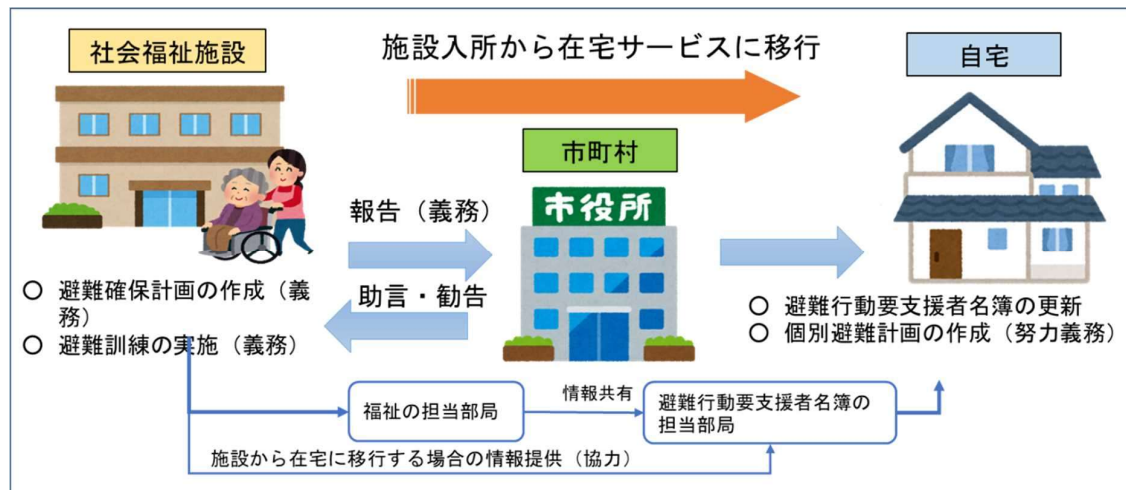 社会福祉施設
施設入所から在宅サービスに移行
自宅
市町村
市役所
報告（義務）
助言・勧告
○ 避難確保計画の作成（義
務）
○ 避難訓練の実施（義務）
○ 避難行動要支援者名簿の更新
○ 個別避難計画の作成（努力義務）
福祉の担当部局
情報共有
避難行動要支援者名簿の
担当部局
施設から在宅に移行する場合の情報提供（協力）